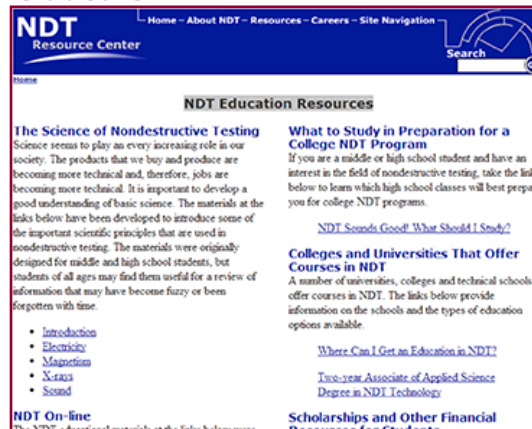 NDT
Resource Center
Home – About NDT – Resources – Careers – Site Navigation
Search
Home
NDT Education Resources
The Science of Nondestructive Testing
Science seems to play an every increasing role in our
society. The products that we buy and produce are
becoming more technical and, therefore, jobs are
becoming more technical. It is important to develop a
good understanding of basic science. The materials at the
links below have been developed to introduce some of
the important scientific principles that are used in
nondestructive testing. The materials were originally
designed for middle and high school students, but
students of all ages may find them useful for a review of
information that may have become fuzzy or been
forgotten with time.
• Introduction
• Electricity
• Magnetism
• X-rays
• Sound
NDT On-line
The NDT educational materials at the links below were
What to Study in Preparation for a
College NDT Program
If you are a middle or high school student and have an
interest in the field of nondestructive testing, take the
below to learn which high school classes will best
you for college NDT programs.
NDT Sounds Good! What Should I Study?
Colleges and Universities That Offer
Courses in NDT
A number of universities, colleges and technical schools
offer courses in NDT. The links below provide
information on the schools and the types of education
options available.
Where Can I Get an Education in NDT?
Two-year Associate of Applied Science
Degree in NDT Technology
Scholarships and Other Financial
Resources for Students